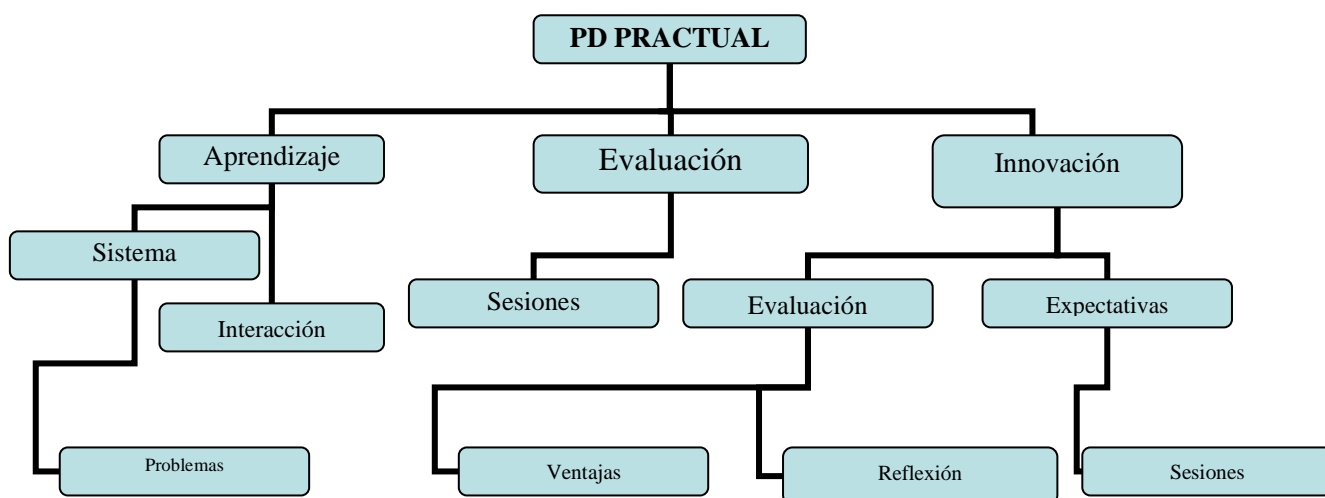 PD PRACTUAL
Aprendizaje
Evaluación
Innovación
Sistema
Interacción
Sesiones
Evaluación
Expectativas
Problemas
Ventajas
Reflexión
Sesiones